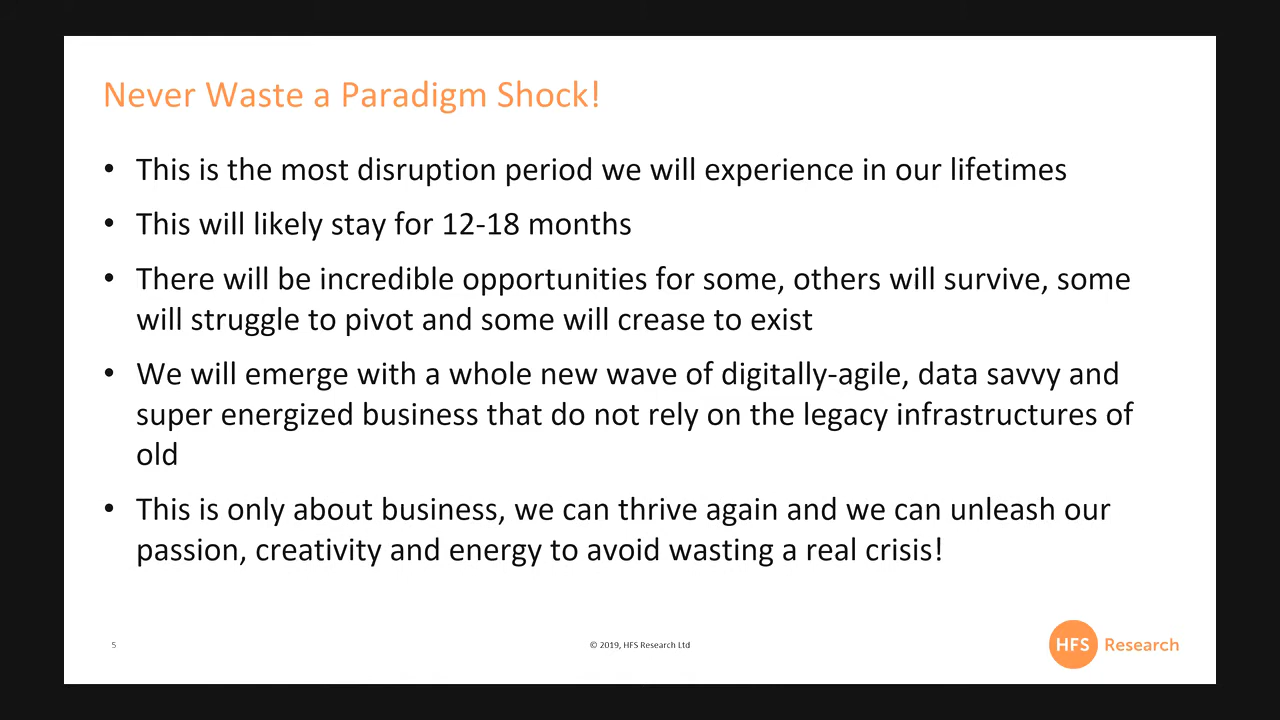 Never Waste a Paradigm Shock!
• This is the most disruption period we will experience in our lifetimes
• This will likely stay for 12-18 months
• There will be incredible opportunities for some, others will survive, some
will struggle to pivot and some will crease to exist
• We will emerge with a whole new wave of digitally-agile, data savvy and
super energized business that do not rely on the legacy infrastructures of
old
• This is only about business, we can thrive again and we can unleash our
passion, creativity and energy to avoid wasting a real crisis!
5
© 2019, HFS Research Ltd
HFS Research